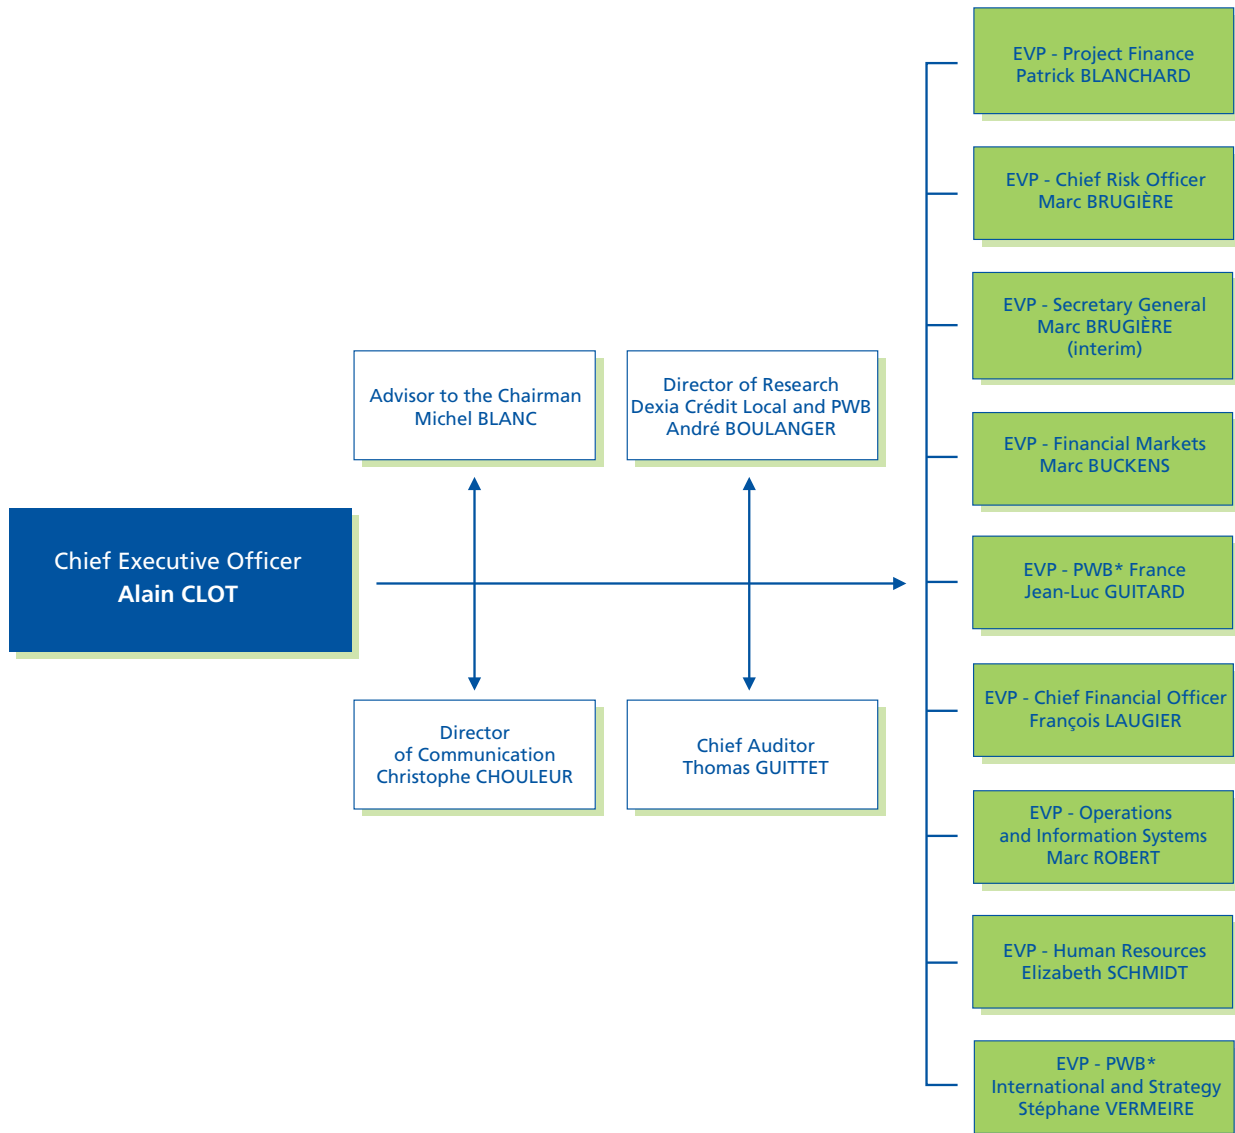 Chief Executive Officer
Alain CLOT
Advisor to the Chairman
Michel BLANC
Director of Research
Dexia Crédit Local and PWB
André BOULANGER
Director
of Communication
Christophe CHOULEUR
Chief Auditor
Thomas GUITTET
EVP - Project Finance
Patrick BLANCHARD
EVP - Chief Risk Officer
Marc BRUGIÈRE
EVP - Secretary General
Marc BRUGIÈRE
(interim)
EVP - Financial Markets
Marc BUCKENS
EVP - PWB* France
Jean-Luc GUITARD
EVP - Chief Financial Officer
François LAUGIER
EVP - Operations
and Information Systems
Marc ROBERT
EVP - Human Resources
Elizabeth SCHMIDT
EVP - PWB*
International and Strategy
Stéphane VERMEIRE